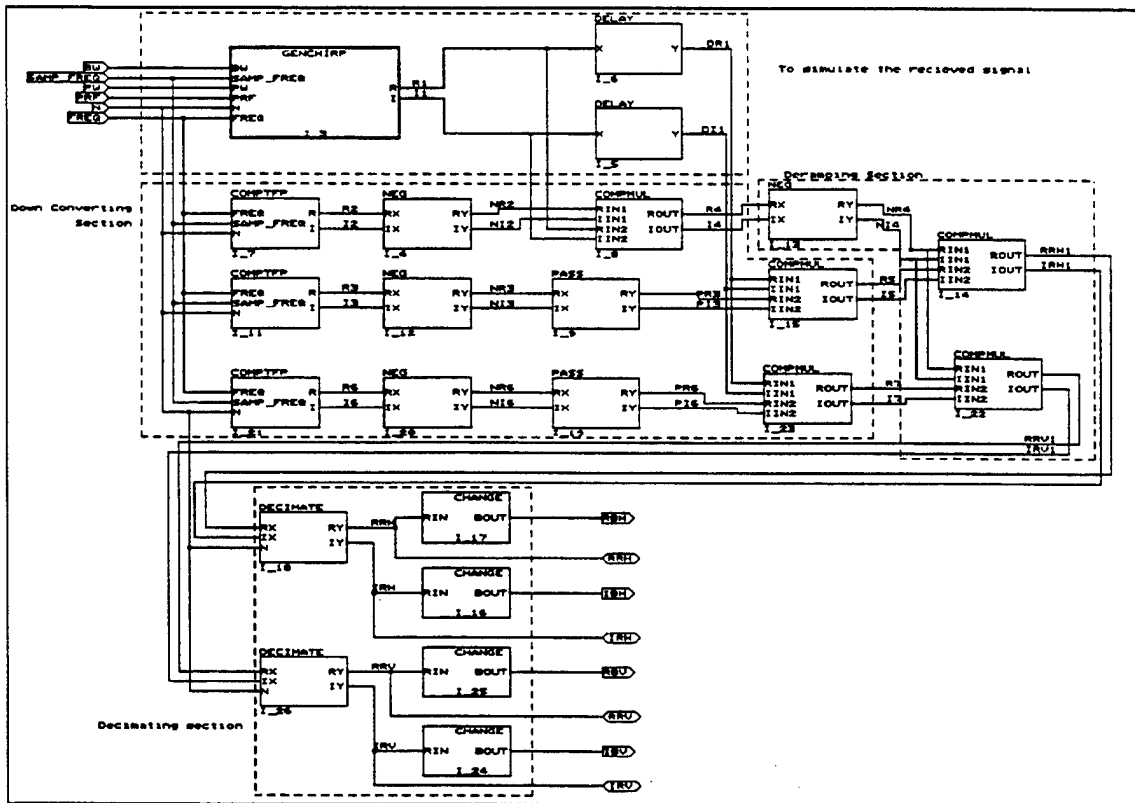 BW
SAMP_FREQ
PW
PRF
N
FREQ
GENCHIRP
BW
SAMP_FREQ
PW
PRF
N
FREQ
R
I
I_3
R1
I1
DELAY
X
Y
I_6
DR1
DELAY
X
Y
I_5
DI1
To simulate the recieved signal
Down Converting
Section
COMPTFP
FREQ
SAMP_FREQ
N
R
I
I_7
R2
I2
NEG
RX
IX
RY
IY
I_4
NR2
NI2
COMPMUL
RIN1
IIN1
RIN2
IIN2
ROUT
IOUT
I_8
R4
I4
Deramping Section
NEG
RX
IX
RY
IY
I_13
NR4
NI4
COMPMUL
RIN1
IIN1
RIN2
IIN2
ROUT
IOUT
I_14
RRH1
IRH1
COMPTFP
FREQ
SAMP_FREQ
N
R
I
I_11
R3
I3
NEG
RX
IX
RY
IY
I_12
NR3
NI3
PASS
RX
IX
RY
IY
I_9
PR3
PI3
COMPMUL
RIN1
IIN1
RIN2
IIN2
ROUT
IOUT
I_15
R5
I5
COMPTFP
FREQ
SAMP_FREQ
N
R
I
I_21
R6
I6
NEG
RX
IX
RY
IY
I_20
NR6
NI6
PASS
RX
IX
RY
IY
I_19
PR6
PI6
COMPMUL
RIN1
IIN1
RIN2
IIN2
ROUT
IOUT
I_23
R7
I7
COMPMUL
RIN1
IIN1
RIN2
IIN2
ROUT
IOUT
I_22
RRV1
IRV1
DECIMATE
RX
IX
N
RY
IY
I_18
RRH
IRH
CHANGE
RIN
BOUT
I_17
RBH
RRH
CHANGE
RIN
BOUT
I_16
IBH
IRH
DECIMATE
RX
IX
N
RY
IY
I_26
RRV
IRV
CHANGE
RIN
BOUT
I_25
RBV
RRV
CHANGE
RIN
BOUT
I_24
IBV
IRV
Decimating section